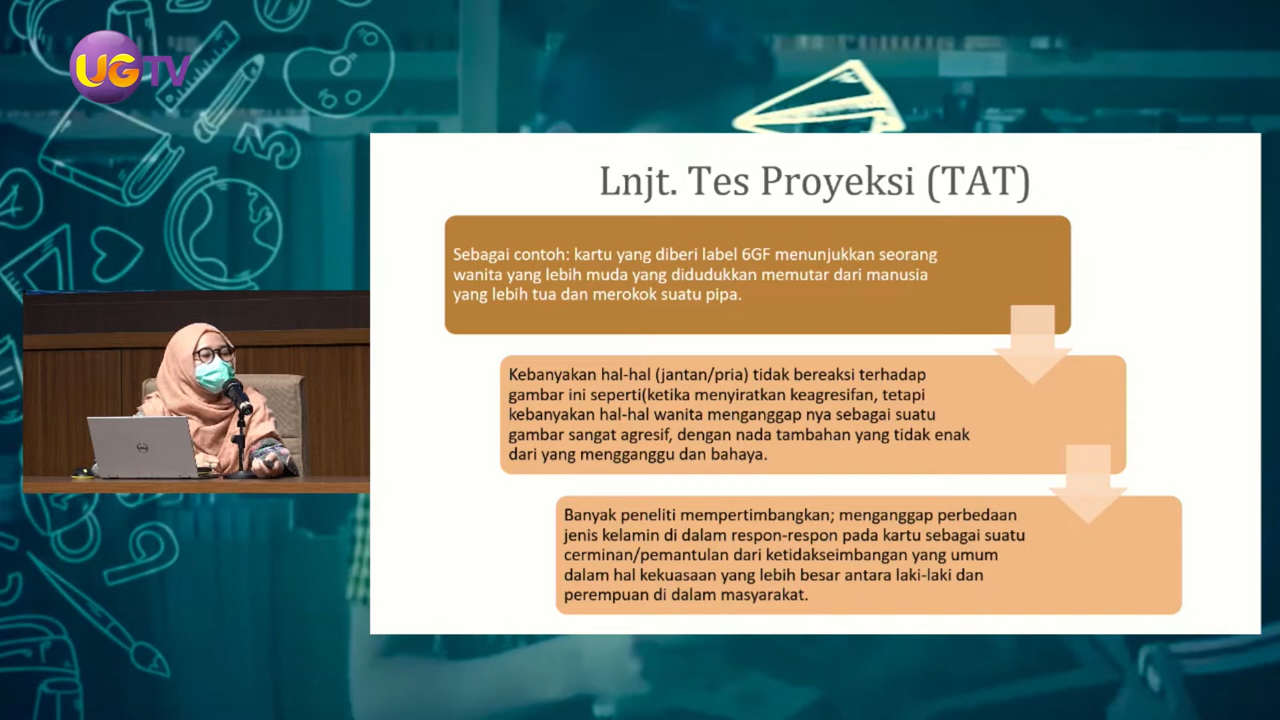 UGTV
Lnjt. Tes Proyeksi (TAT)
Sebagai contoh: kartu yang diberi label 6GF menunjukkan seorang
wanita yang lebih muda yang didudukkan memutar dari manusia
yang lebih tua dan merokok suatu pipa.
Kebanyakan hal-hal (jantan/pria) tidak bereaksi terhadap
gambar ini seperti(ketika menyiratkan keagresifan, tetapi
kebanyakan hal-hal wanita menganggap nya sebagai suatu
gambar sangat agresif, dengan nada tambahan yang tidak enak
dari yang mengganggu dan bahaya.
Banyak peneliti mempertimbangkan; menganggap perbedaan
jenis kelamin di dalam respon-respon pada kartu sebagai suatu
cerminan/pemantulan dari ketidakseimbangan yang umum
dalam hal kekuasaan yang lebih besar antara laki-laki dan
perempuan di dalam masyarakat.